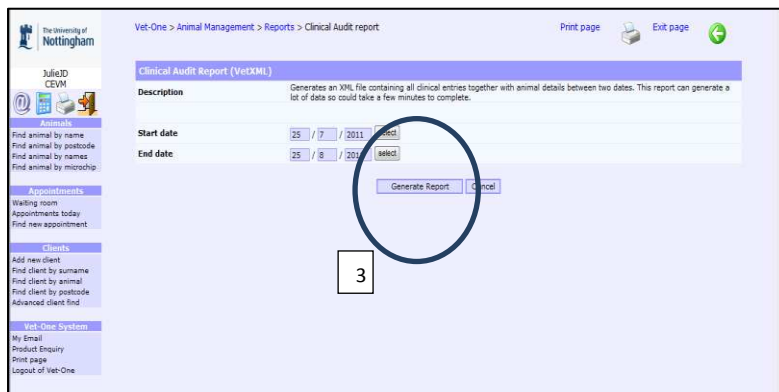 The University of
Nottingham
Vet-One > Animal Management > Reports > Clinical Audit report
Print page
Exit page
JulieJD
CEVM
Animals
Find animal by name
Find animal by postcode
Find animal by names
Find animal by microchip
Appointments
Waiting room
Appointments today
Find new appointment
Clients
Add new client
Find client by surname
Find client by animal
Find client by postcode
Advanced client find
Vet-One System
My Email
Product Enquiry
Print page
Logout of Vet-One
Clinical Audit Report (VetXML)
Description
Generates an XML file containing all clinical entries together with animal details between two dates. This report can generate a
lot of data so could take a few minutes to complete.
Start date 25 / 7 / 2011 select
End date 25 / 8 / select
Generate Report
3